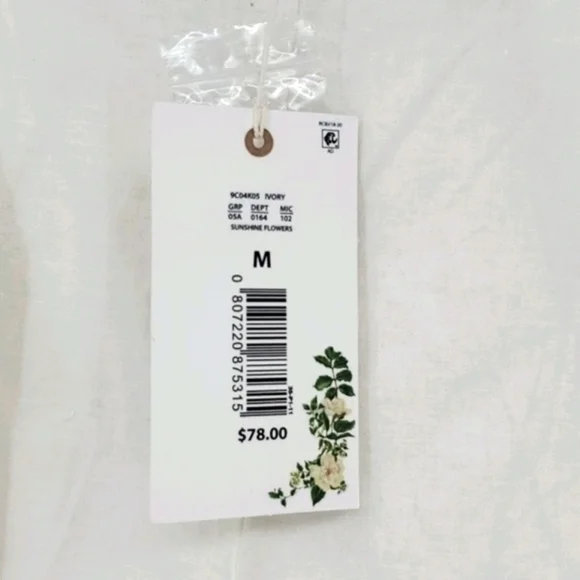 9C04K05 IVORY
GRP DEPT MIC
05A 0164 102
SUNSHINE FLOWERS
M
0 807220 875315
$78.00